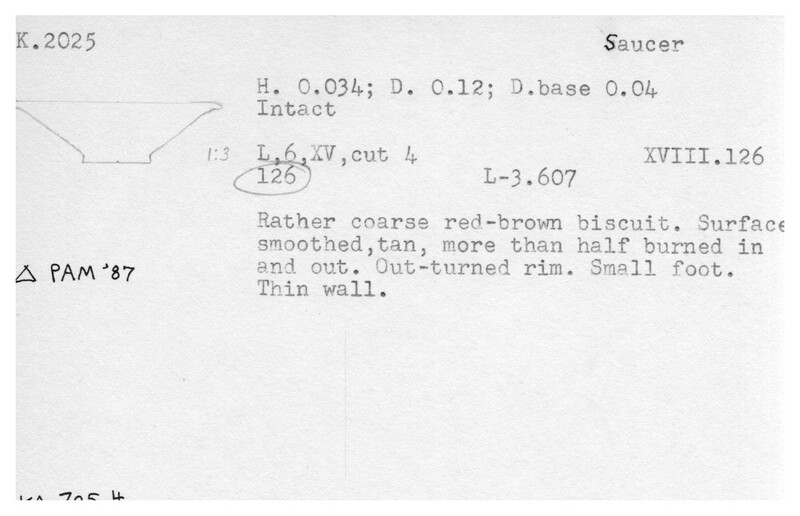 K.2025 Saucer
H. 0.034; D. 0.12; D.base 0.04
Intact
1:3 L,6,XV,cut 4 XVIII.126
126 L-3.607
Rather coarse red-brown biscuit. Surface
smoothed,tan, more than half burned in
and out. Out-turned rim. Small foot.
Thin wall.
PAM '87